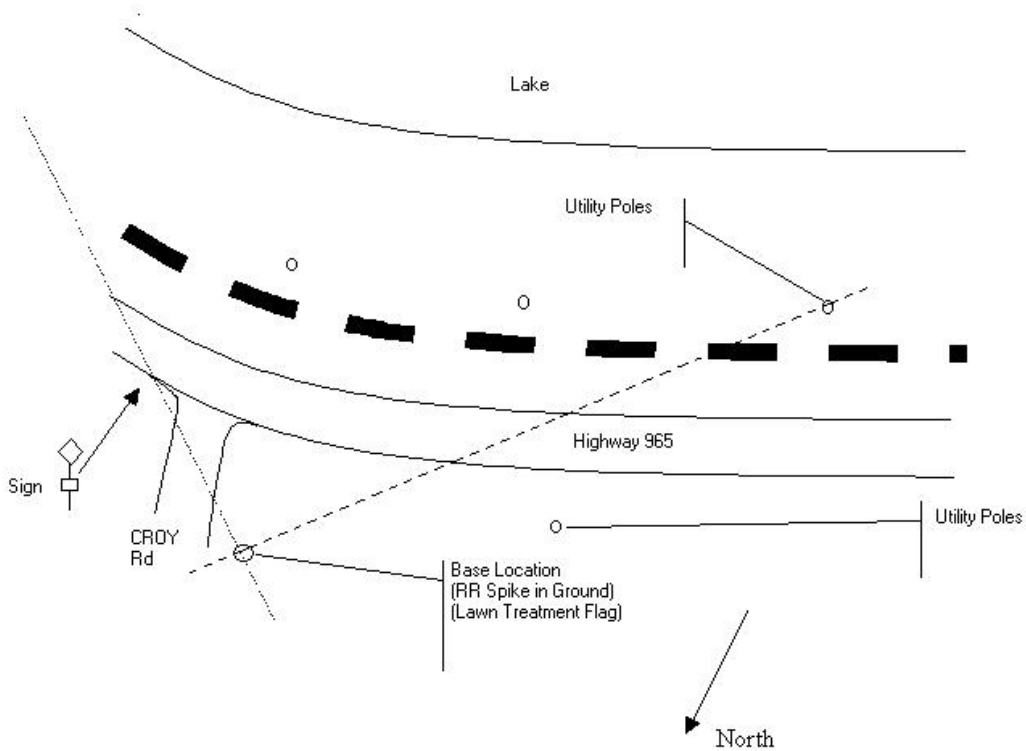 Lake
Utility Poles
Highway 965
Sign
CROY
Rd
Utility Poles
Base Location
(RR Spike in Ground)
(Lawn Treatment Flag)
North